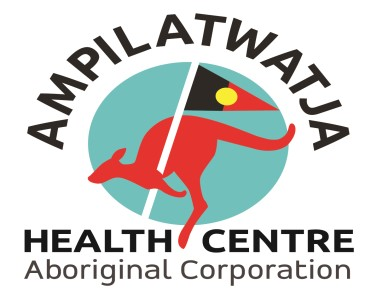 AMPILATWATJA
HEALTH CENTRE
Aboriginal Corporation